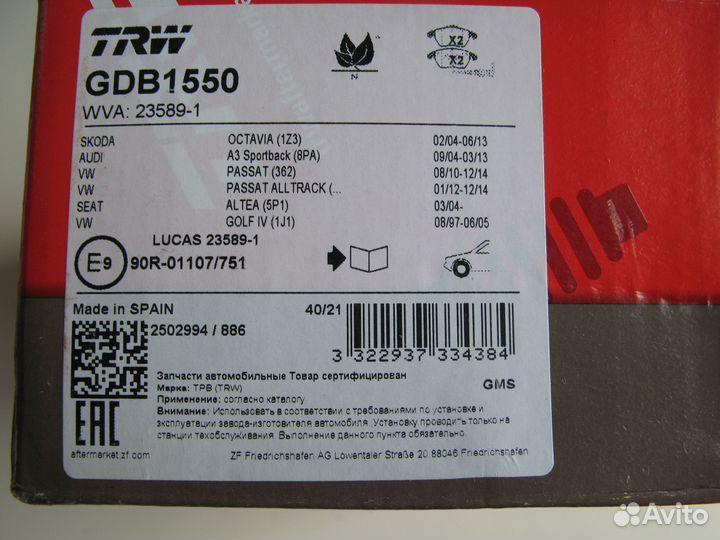 TRW
GDB1550
WVA: 23589-1
N
X2
X2
SKODA OCTAVIA (1Z3) 02/04-06/13
AUDI A3 Sportback (8PA) 09/04-03/13
VW PASSAT (362) 08/10-12/14
VW PASSAT ALLTRACK (... 01/12-12/14
SEAT ALTEA (5P1) 03/04-
VW GOLF IV (1J1) 08/97-06/05
LUCAS 23589-1
E9 90R-01107/751
Made in SPAIN 40/21
2502994 / 886
3 322937 334384
Запчасти автомобильные Товар сертифицирован
Марка: ТРВ (TRW) GMS
Применение: согласно каталогу
Внимание: Использовать в соответствии с требованиями по установке и
эксплуатации завода-изготовителя автомобиля. Установку проводить только на
станции техобслуживания. Выполнение данного пункта обязательно.
EAC
aftermarket.zf.com ZF Friedrichshafen AG Löwentaler Straße 20 88046 Friedrichshafen
Avito